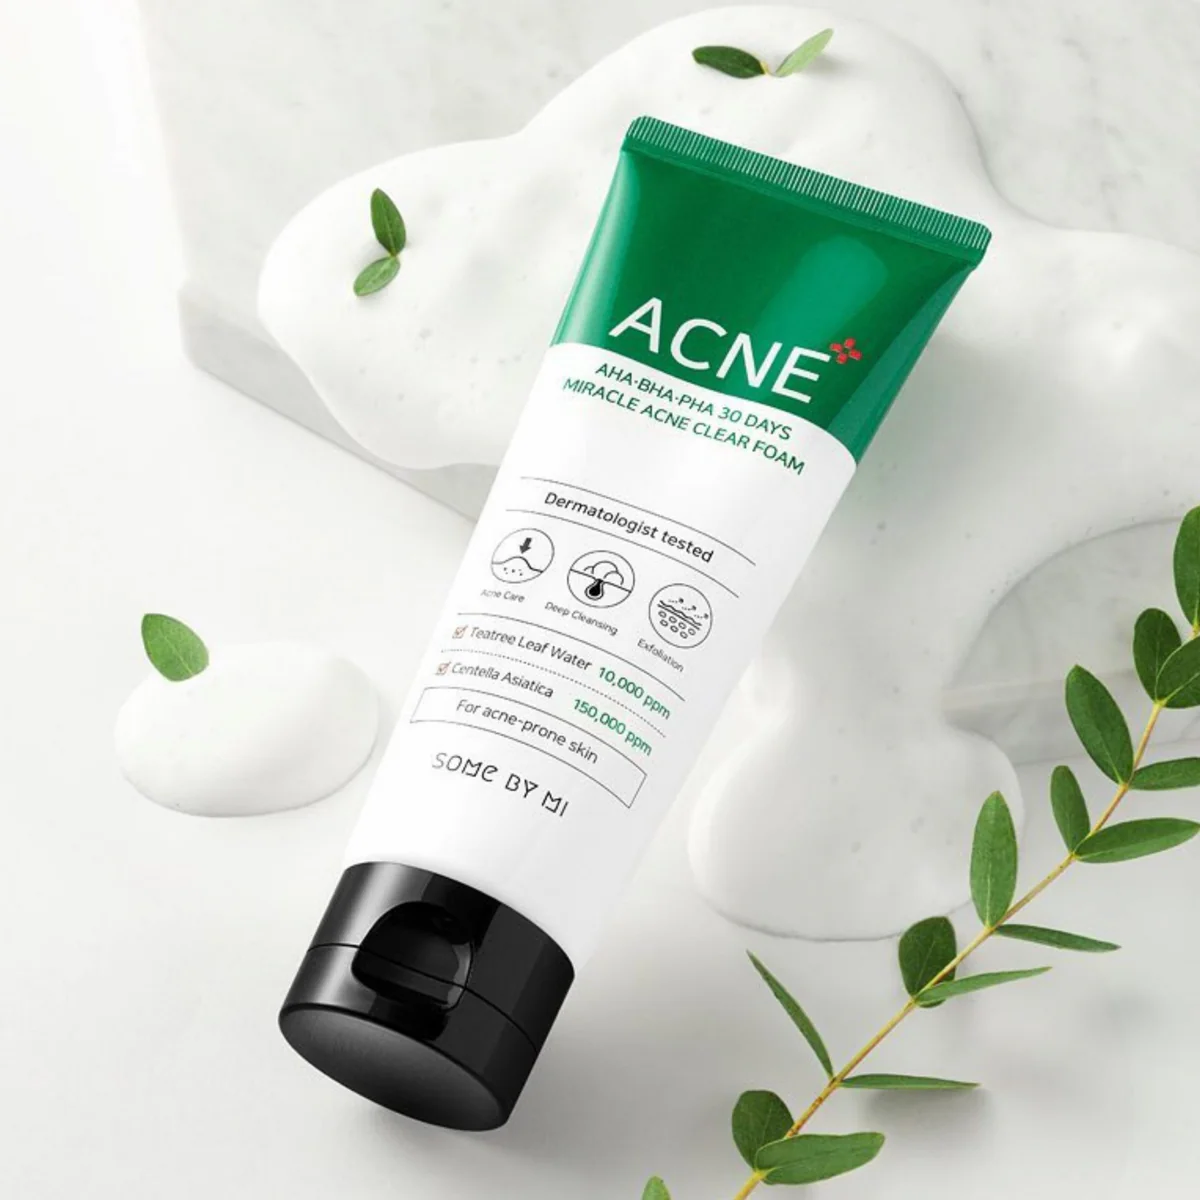 ACNE
AHA·BHA·PHA 30 DAYS
MIRACLE ACNE CLEAR FOAM
Dermatologist tested
Acne Care Deep Cleansing Exfoliation
Teatree Leaf Water 10,000 ppm
Centella Asiatica 150,000 ppm
For acne-prone skin
SOME BY MI